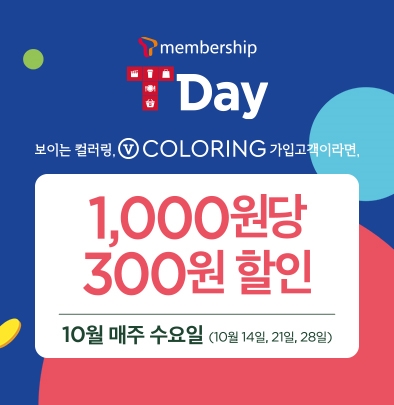 membership
T Day
보이는 컬러링, V COLORING 가입고객이라면,
1,000원당
300원 할인
10월 매주 수요일 (10월 14일, 21일, 28일)